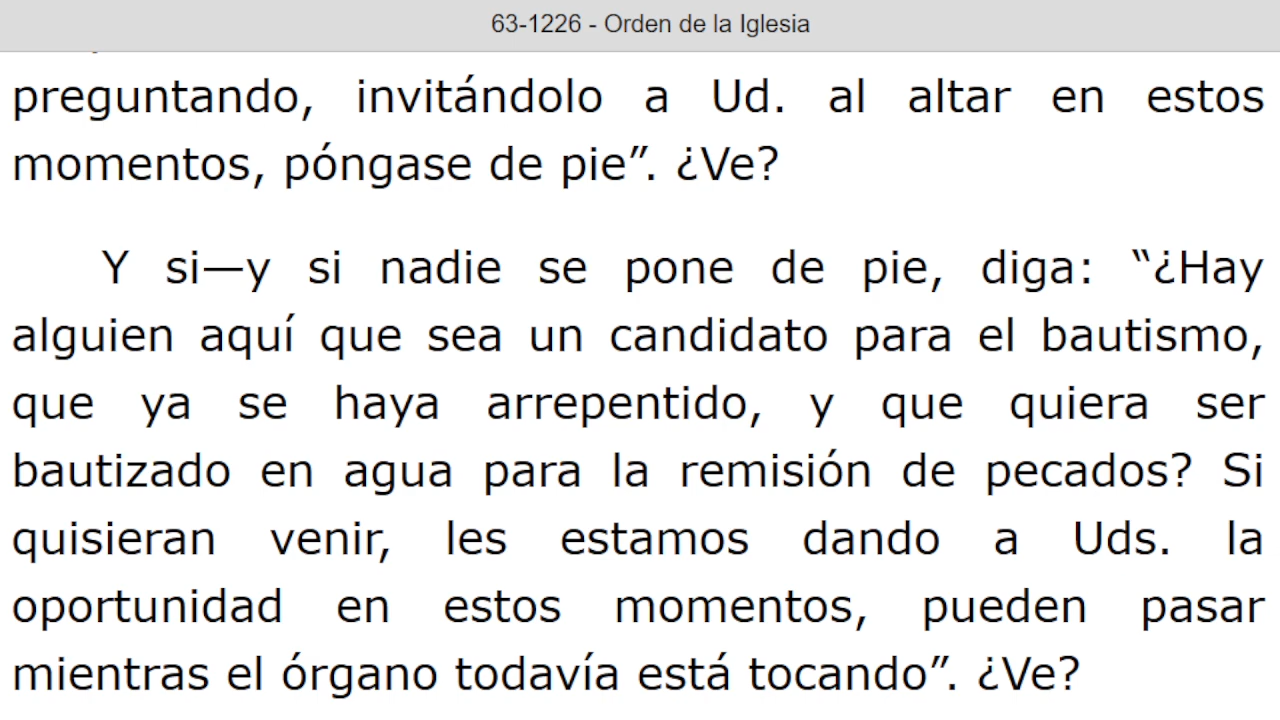 63-1226 - Orden de la Iglesia
preguntando, invitándolo a Ud. al altar en estos
momentos, póngase de pie”. ¿Ve?
Y si—y si nadie se pone de pie, diga: “¿Hay
alguien aquí que sea un candidato para el bautismo,
que ya se haya arrepentido, y que quiera ser
bautizado en agua para la remisión de pecados? Si
quisieran venir, les estamos dando a Uds. la
oportunidad en estos momentos, pueden pasar
mientras el órgano todavía está tocando”. ¿Ve?